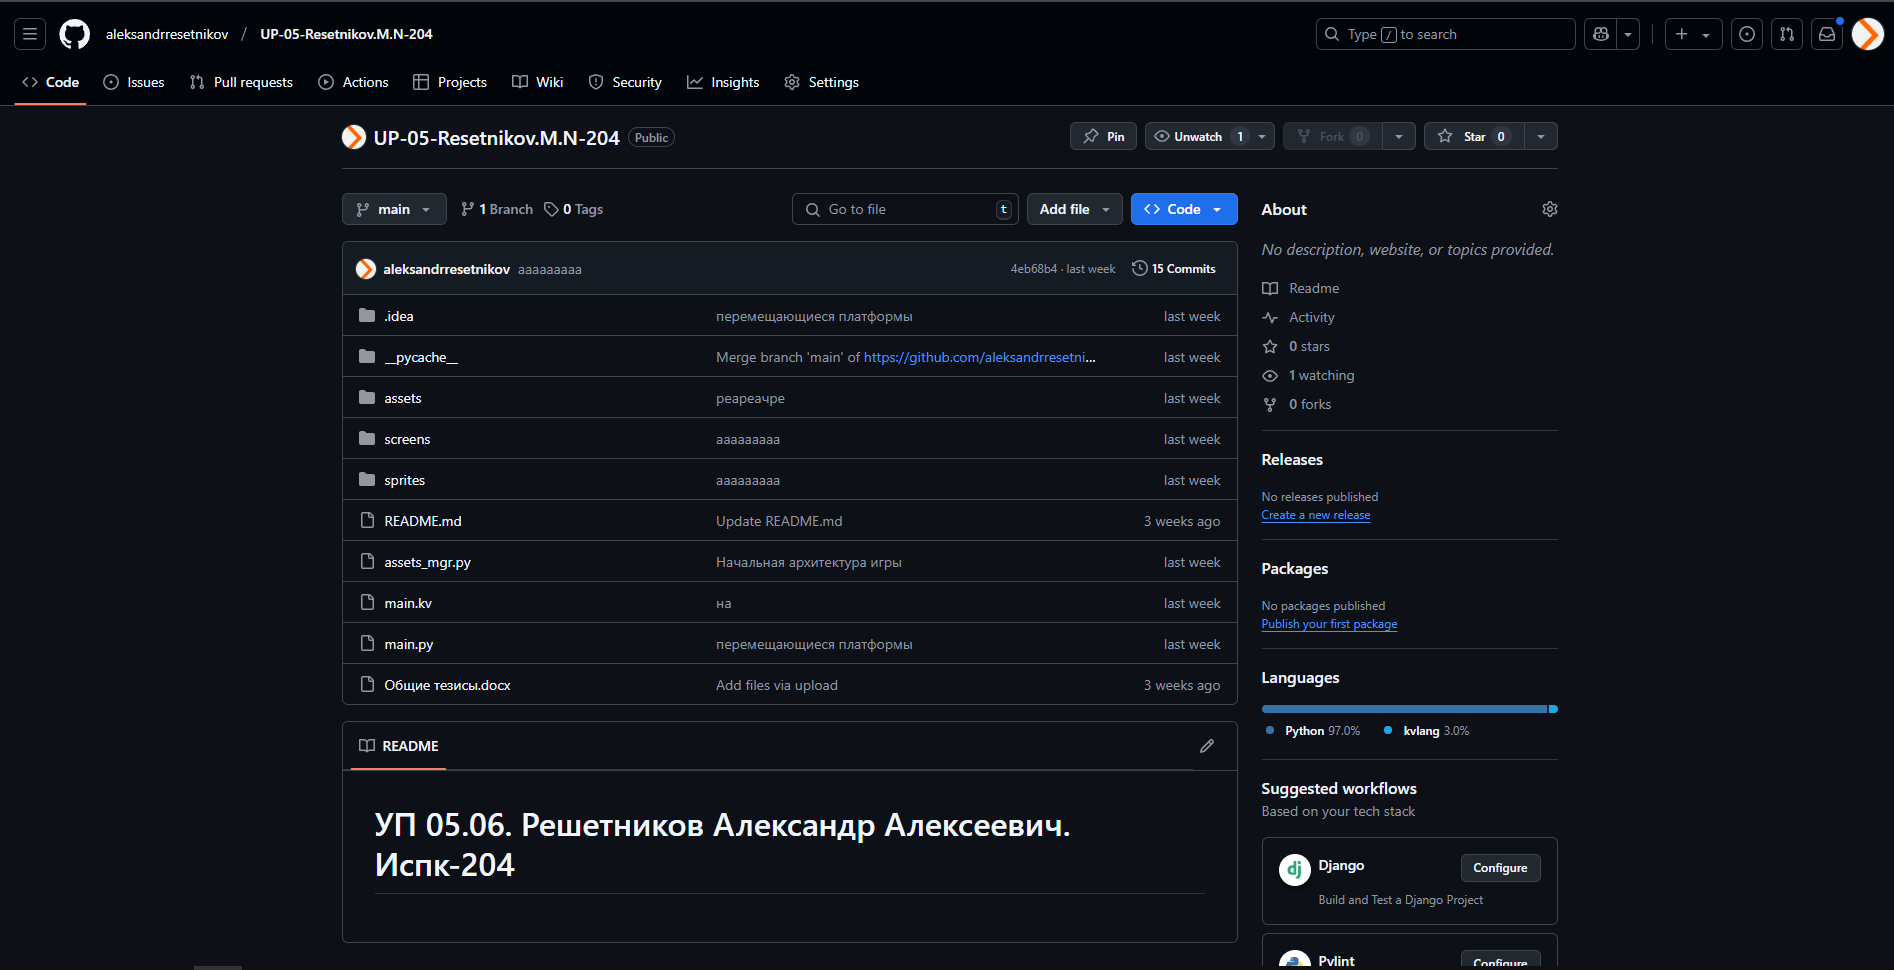 aleksandrresetnikov / UP-05-Resetnikov.M.N-204
Type / to search
Code Issues Pull requests Actions Projects Wiki Security Insights Settings
UP-05-Resetnikov.M.N-204 Public
Pin Unwatch 1 Fork 0 Star 0
main 1 Branch 0 Tags
Go to file t Add file Code
aleksandrresetnikov ааааааааа 4eb68b4 · last week 15 Commits
.idea перемещающиеся платформы last week
__pycache__ Merge branch 'main' of https://github.com/aleksandrresetni... last week
assets реареачре last week
screens ааааааааа last week
sprites ааааааааа last week
README.md Update README.md 3 weeks ago
assets_mgr.py Начальная архитектура игры last week
main.kv на last week
main.py перемещающиеся платформы last week
Общие тезисы.docx Add files via upload 3 weeks ago
README
УП 05.06. Решетников Александр Алексеевич.
Испк-204
About
No description, website, or topics provided.
Readme
Activity
0 stars
1 watching
0 forks
Releases
No releases published
Create a new release
Packages
No packages published
Publish your first package
Languages
Python 97.0% kvlang 3.0%
Suggested workflows
Based on your tech stack
dj
Django Configure
Build and Test a Django Project
Pylint Configure